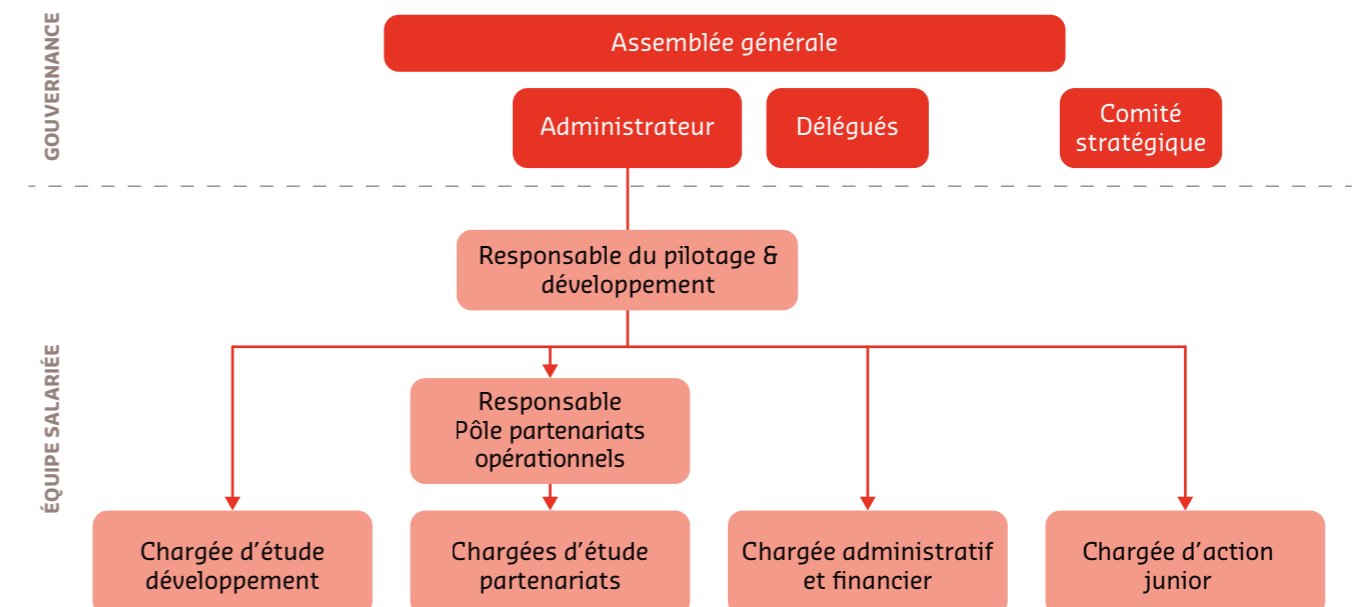 GOUVERNANCE
Assemblée générale
Administrateur
Délégués
Comité
stratégique
ÉQUIPE SALARIÉE
Responsable du pilotage &
développement
Responsable
Pôle partenariats
opérationnels
Chargée d'étude
développement
Chargées d'étude
partenariats
Chargée administratif
et financier
Chargée d'action
junior